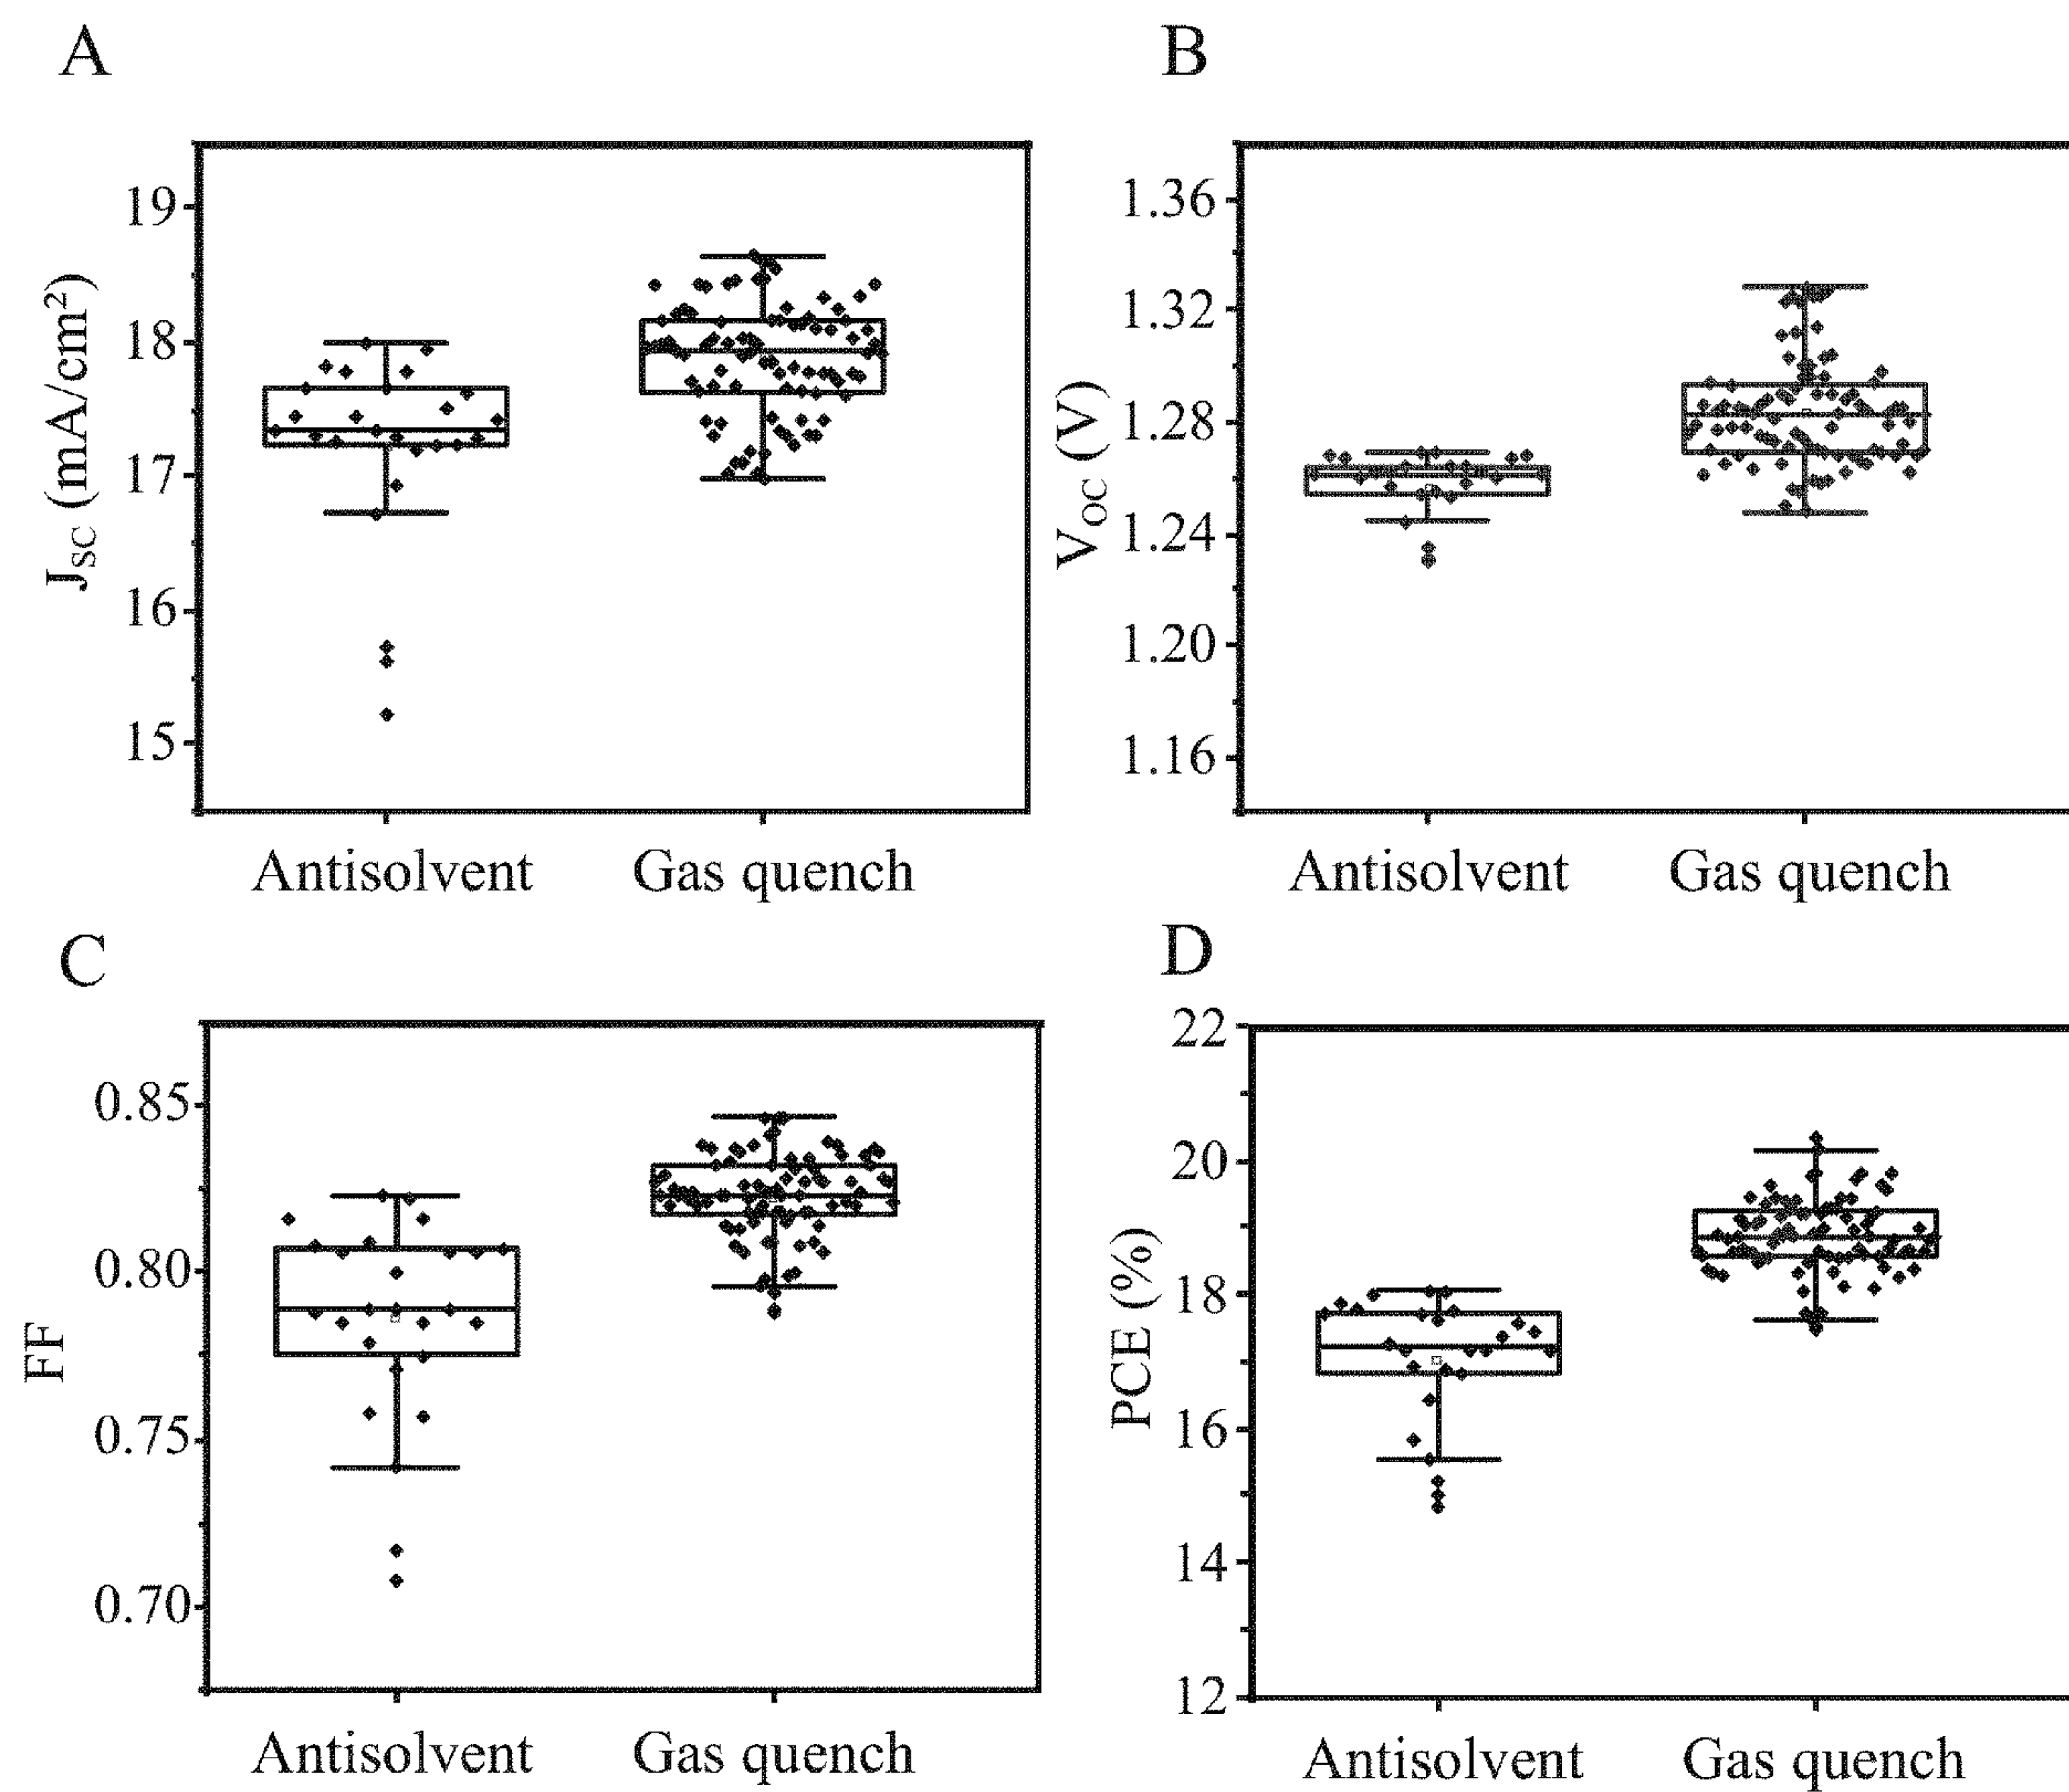 A
19
18
17
16
15
J_SC (mA/cm²)
Antisolvent Gas quench
B
1.36
1.32
1.28
1.24
1.20
1.16
V_OC (V)
Antisolvent Gas quench
C
0.85
0.80
0.75
0.70
FF
Antisolvent Gas quench
D
22
20
18
16
14
12
PCE (%)
Antisolvent Gas quench